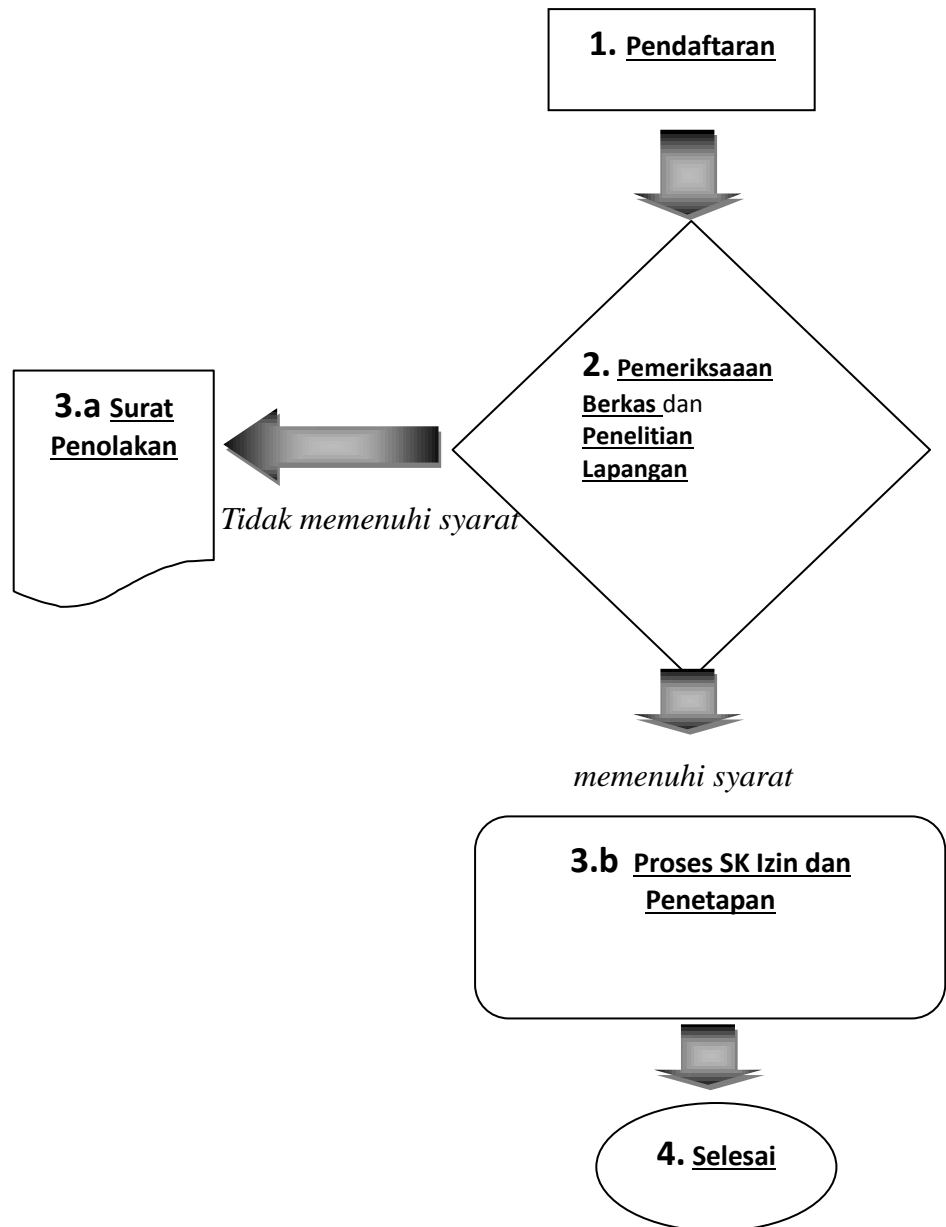 1. Pendaftaran
2. Pemeriksaaan
Berkas dan
Penelitian
Lapangan
3.a Surat
Penolakan
Tidak memenuhi syarat
memenuhi syarat
3.b Proses SK Izin dan
Penetapan
4. Selesai